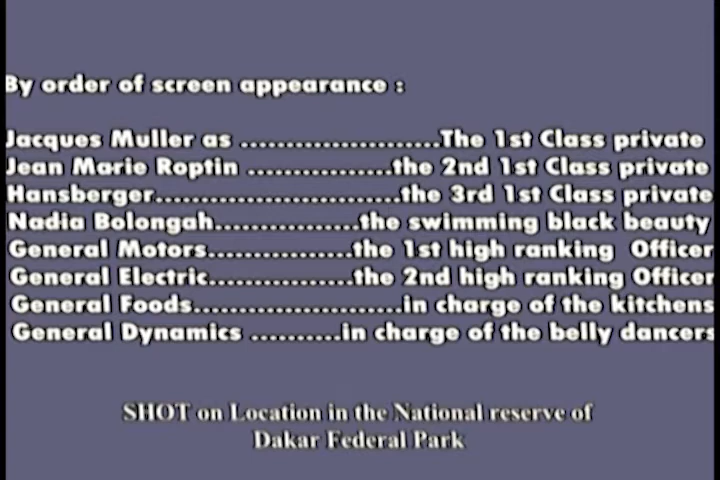 By order of screen appearance :
Jacques Muller as ......................The 1st Class private
Jean Marie Roptin ................the 2nd 1st Class private
Hansberger...........................the 3rd 1st Class private
Nadia Bolongah................the swimming black beauty
General Motors................the 1st high ranking Officer
General Electric................the 2nd high ranking Officer
General Foods.......................in charge of the kitchens
General Dynamics ..........in charge of the belly dancers
SHOT on Location in the National reserve of
Dakar Federal Park